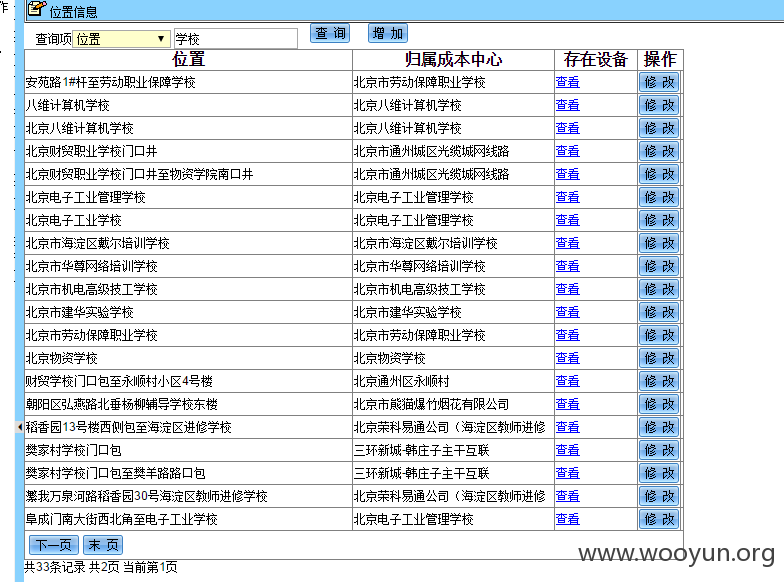 作
位置信息
查询项 位置 学校 查 询 增 加
位置 归属成本中心 存在设备 操作
安苑路1#杆至劳动职业保障学校 北京市劳动保障职业学校 查看 修 改
八维计算机学校 北京八维计算机学校 查看 修 改
北京八维计算机学校 北京八维计算机学校 查看 修 改
北京财贸职业学校门口井 北京市通州城区光缆城网线路 查看 修 改
北京财贸职业学校门口井至物资学院南口井 北京市通州城区光缆城网线路 查看 修 改
北京电子工业管理学校 北京电子工业管理学校 查看 修 改
北京电子工业学校 北京电子工业管理学校 查看 修 改
北京市海淀区戴尔培训学校 北京市海淀区戴尔培训学校 查看 修 改
北京市华尊网络培训学校 北京市华尊网络培训学校 查看 修 改
北京市机电高级技工学校 北京市机电高级技工学校 查看 修 改
北京市建华实验学校 北京市建华实验学校 查看 修 改
北京市劳动保障职业学校 北京市劳动保障职业学校 查看 修 改
北京物资学校 北京物资学校 查看 修 改
财贸学校门口包至永顺村小区4号楼 北京通州区永顺村 查看 修 改
朝阳区弘燕路北垂杨柳辅导学校东楼 北京市熊猫爆竹烟花有限公司 查看 修 改
稻香园13号楼西侧包至海淀区进修学校 北京荣科易通公司（海淀区教师进修 查看 修 改
樊家村学校门口包 三环新城-韩庄子主干互联 查看 修 改
樊家村学校门口包至樊羊路路口包 三环新城-韩庄子主干互联 查看 修 改
万泉河路稻香园30号海淀区教师进修学校 北京荣科易通公司（海淀区教师进修 查看 修 改
阜成门南大街西北角至电子工业学校 北京电子工业管理学校 查看 修 改
下一页 末 页
共33条记录 共2页 当前第1页
www.wooyun.org